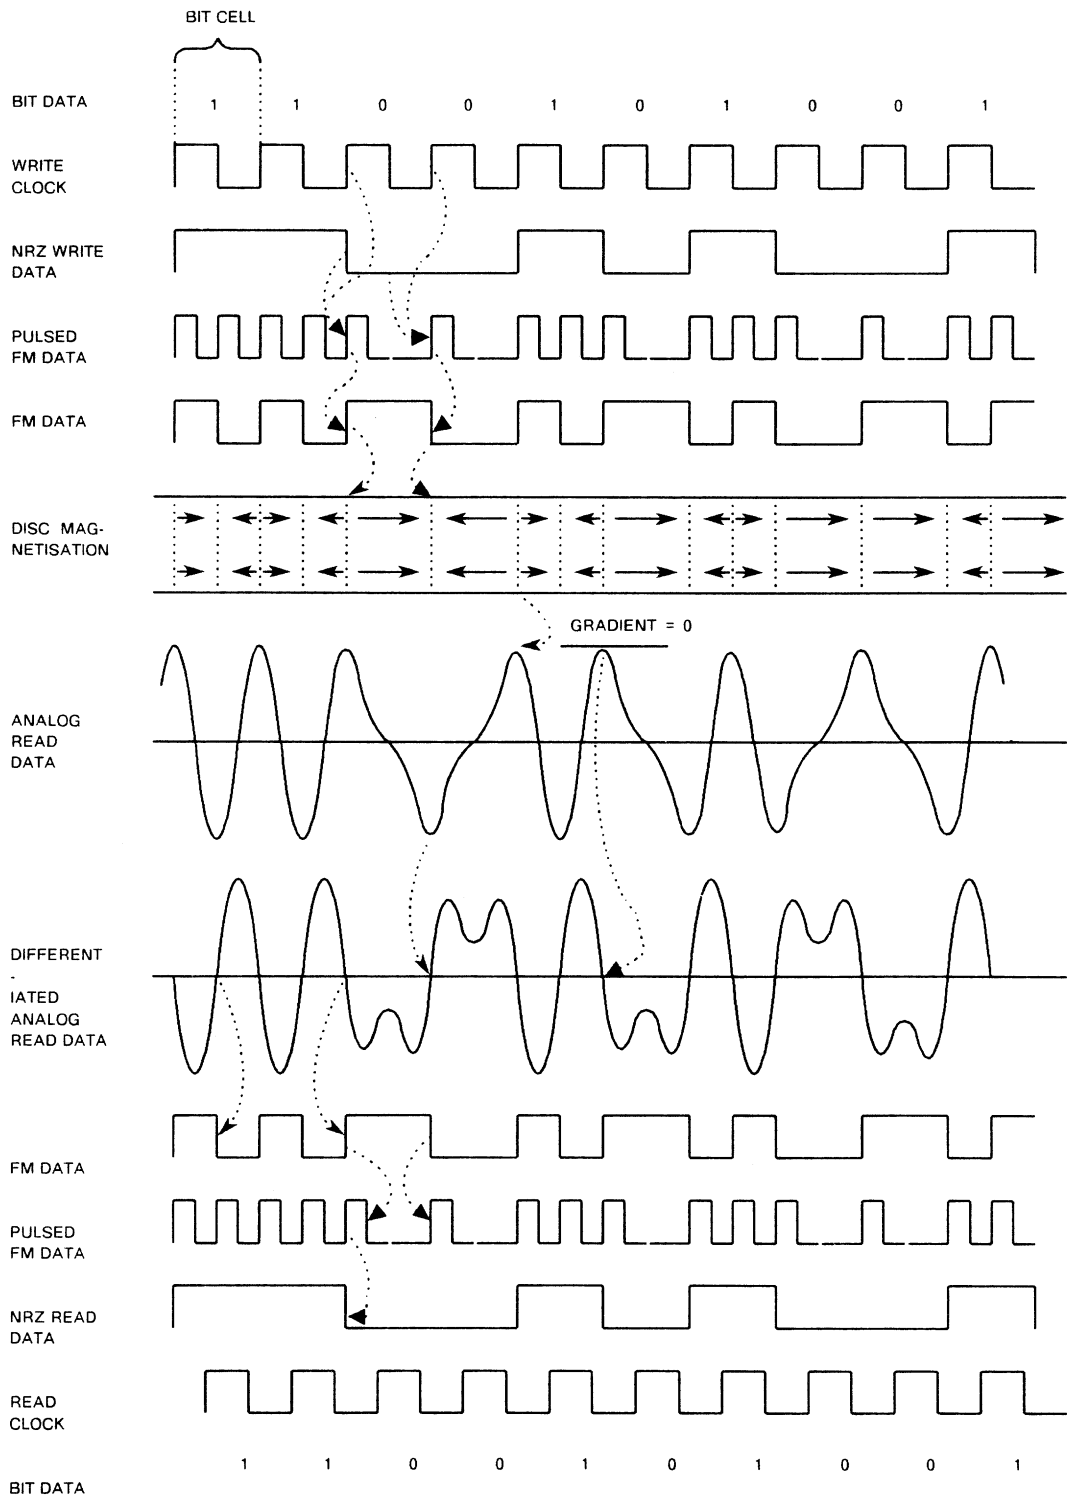 BIT CELL
BIT DATA 1 1 0 0 1 0 1 0 0 1
WRITE
CLOCK
NRZ WRITE
DATA
PULSED
FM DATA
FM DATA
DISC MAG-
NETISATION
GRADIENT = 0
ANALOG
READ
DATA
DIFFERENT
-
IATED
ANALOG
READ DATA
FM DATA
PULSED
FM DATA
NRZ READ
DATA
READ
CLOCK
1 1 0 0 1 0 1 0 0 1
BIT DATA